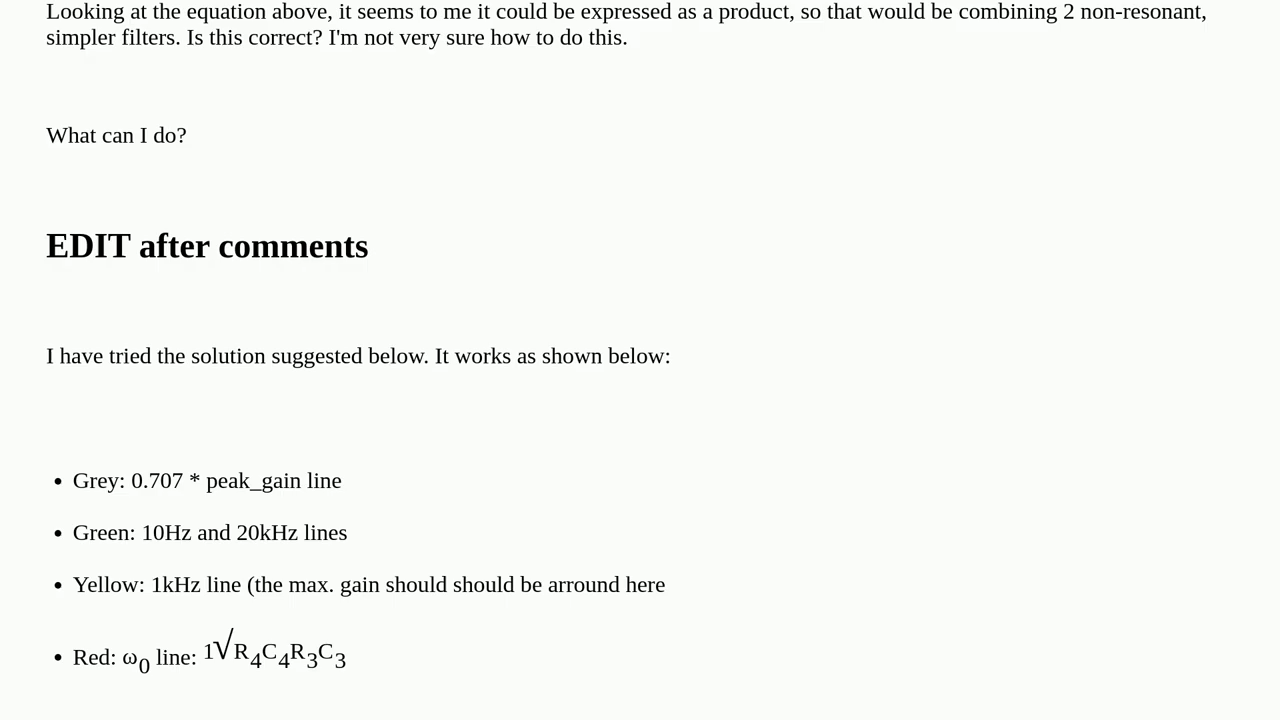 Looking at the equation above, it seems to me it could be expressed as a product, so that would be combining 2 non-resonant,
simpler filters. Is this correct? I'm not very sure how to do this.
What can I do?
EDIT after comments
I have tried the solution suggested below. It works as shown below:
• Grey: 0.707 * peak_gain line
• Green: 10Hz and 20kHz lines
• Yellow: 1kHz line (the max. gain should should be arround here
• Red: ω₀ line: 1√R₄C₄R₃C₃